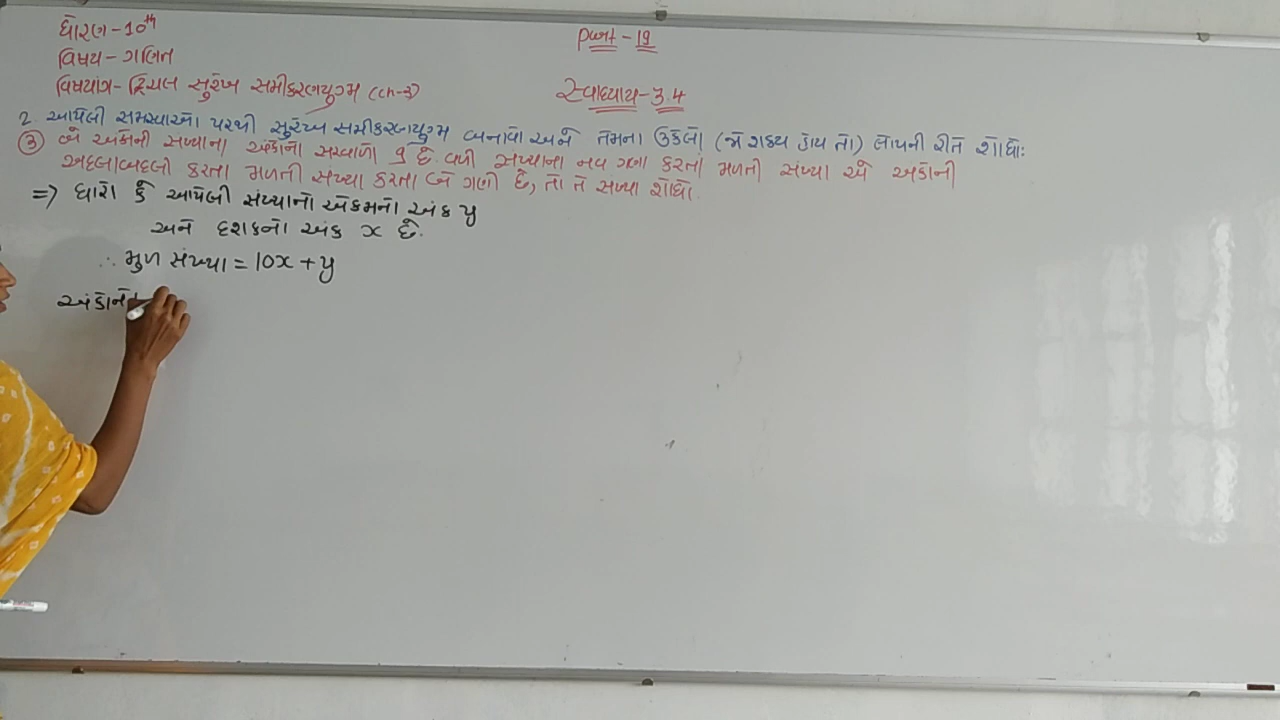 ધોરણ-10th
વિષય-ગણિત
વિષયાંગ-દ્વિચલ સુરેખ સમીકરણયુગ્મ (ch-3)
part-19
સ્વાધ્યાય-3.4
2. આપેલી સમસ્યાઓ પરથી સુરેખ સમીકરણયુગ્મ બનાવો અને તેમના ઉકેલો (જો શક્ય હોય તો) લોપની રીતે શોધો:
③ બે અંકોની સંખ્યાના અંકોનો સરવાળો 9 છે. વળી સંખ્યાના નવ ગણા કરતા મળતી સંખ્યા એ અંકોની
અદલાબદલી કરતા મળતી સંખ્યા કરતા બે ગણી છે, તો તે સંખ્યા શોધો.
⇒ ધારો કે આપેલી સંખ્યાનો એકમનો અંક y
અને દશકનો અંક x છે.
∴ મુળ સંખ્યા = 10x + y
અંકોની